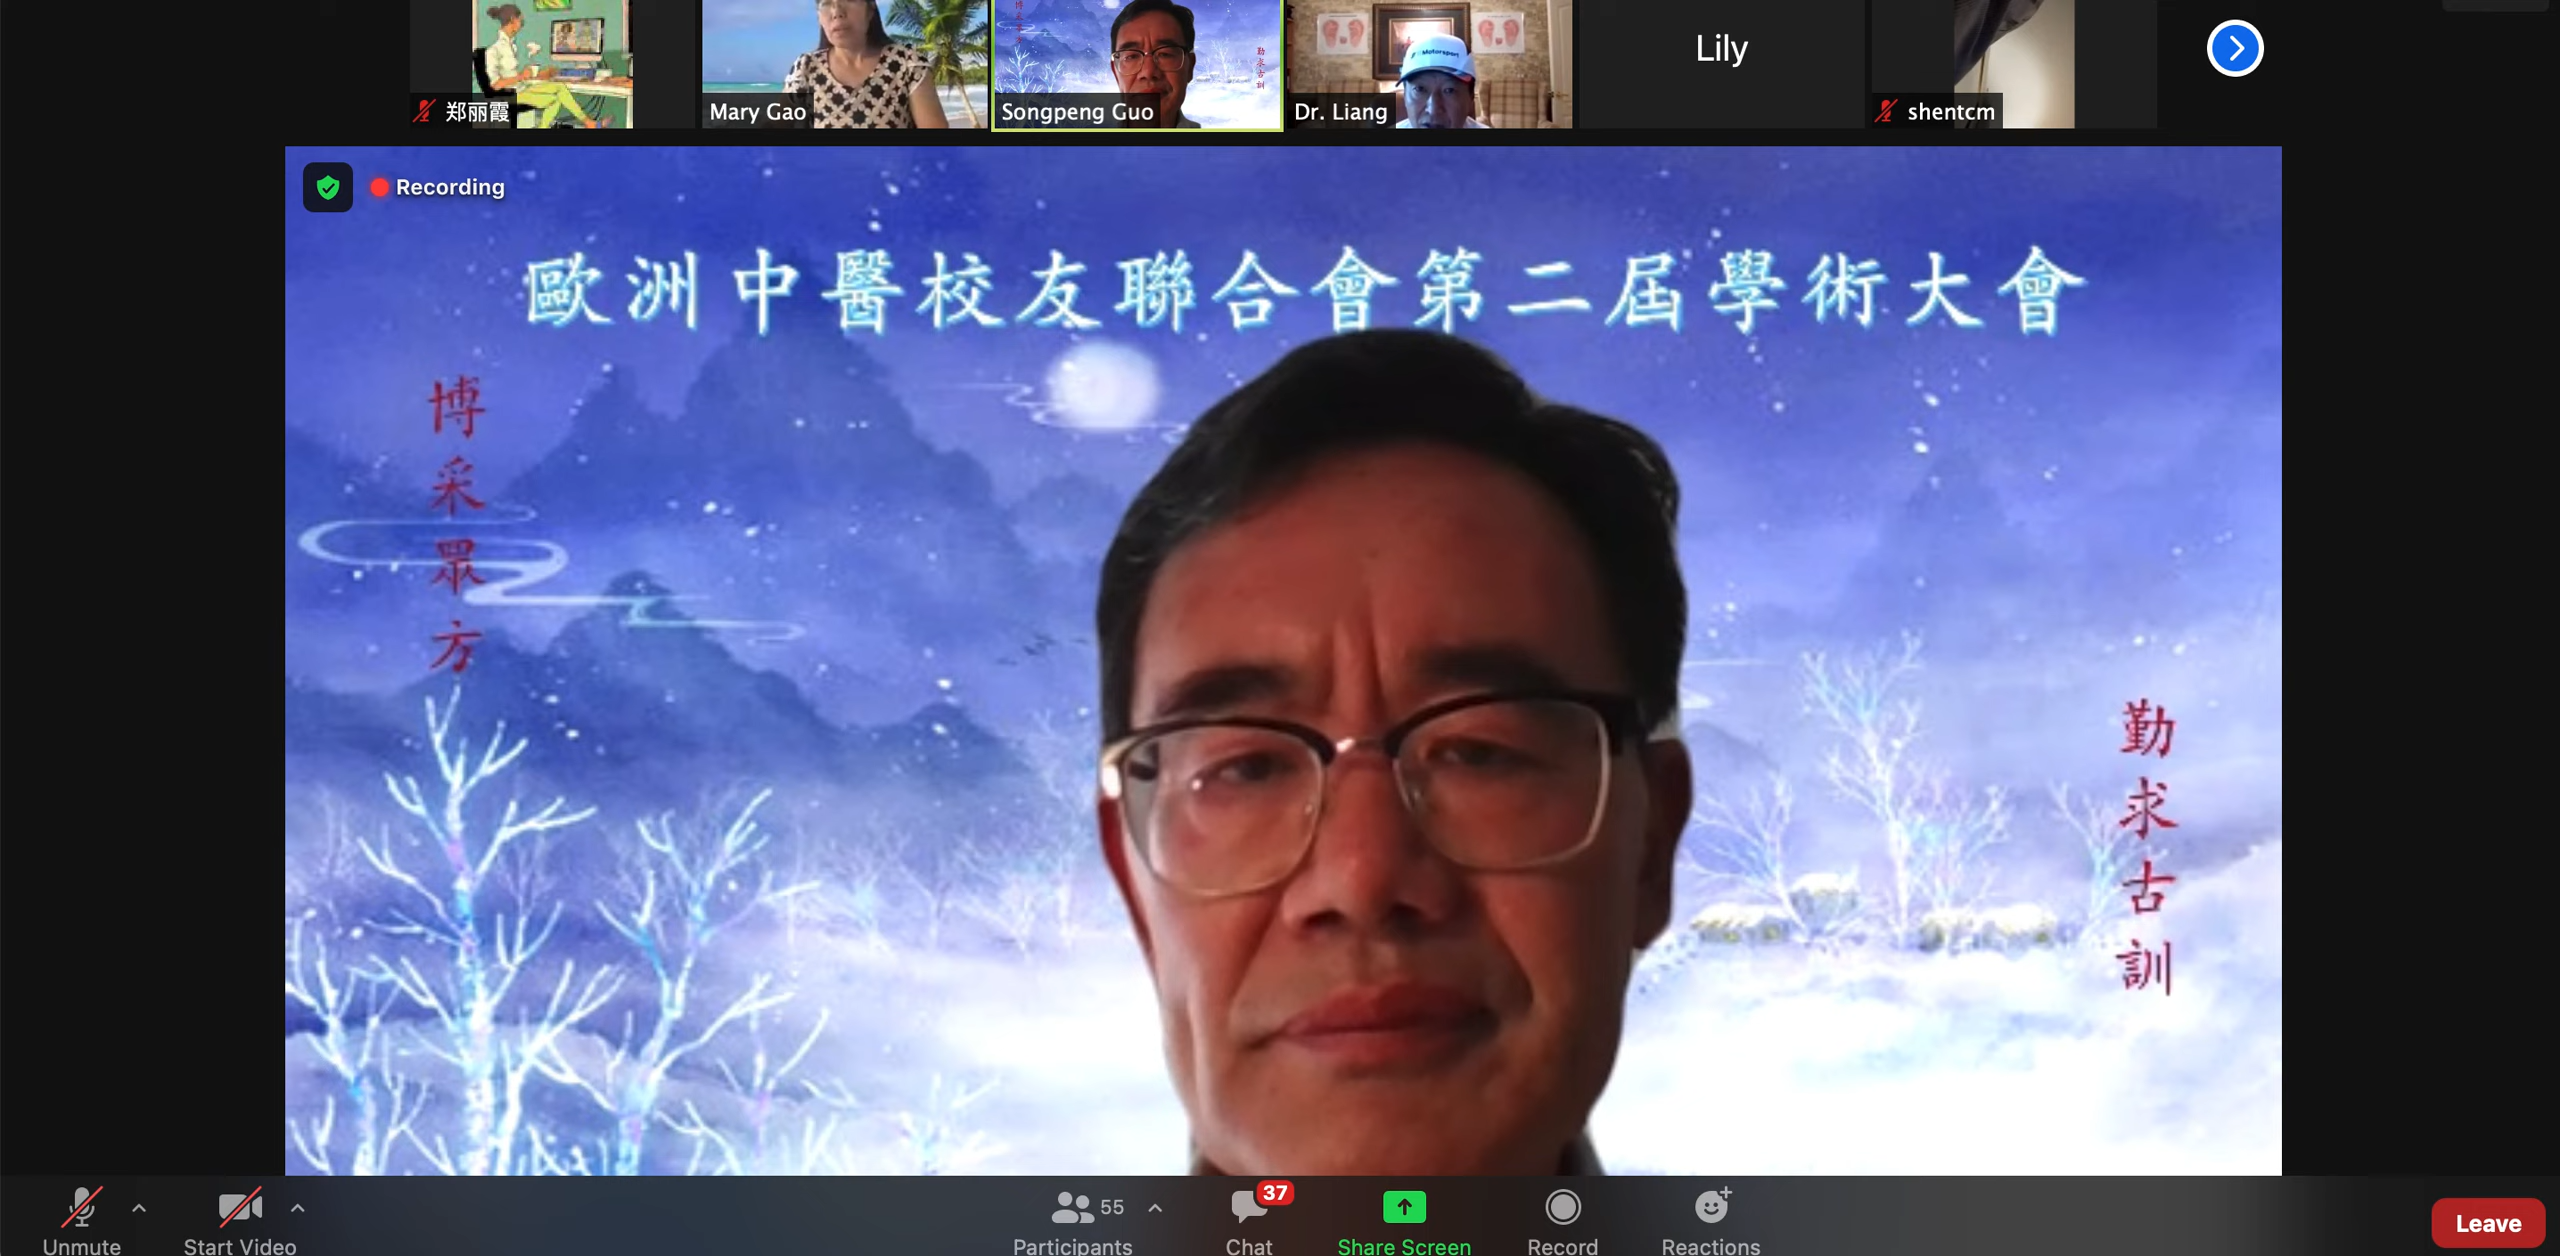 郑丽霞
Mary Gao
Songpeng Guo
Motorsport
Dr. Liang
Lily
shentcm
Recording
歐洲中醫校友聯合會第二屆學術大會
博采眾方
勤求古訓
Unmute
Start Video
55
Participants
37
Chat
Share Screen
Record
Reactions
Leave